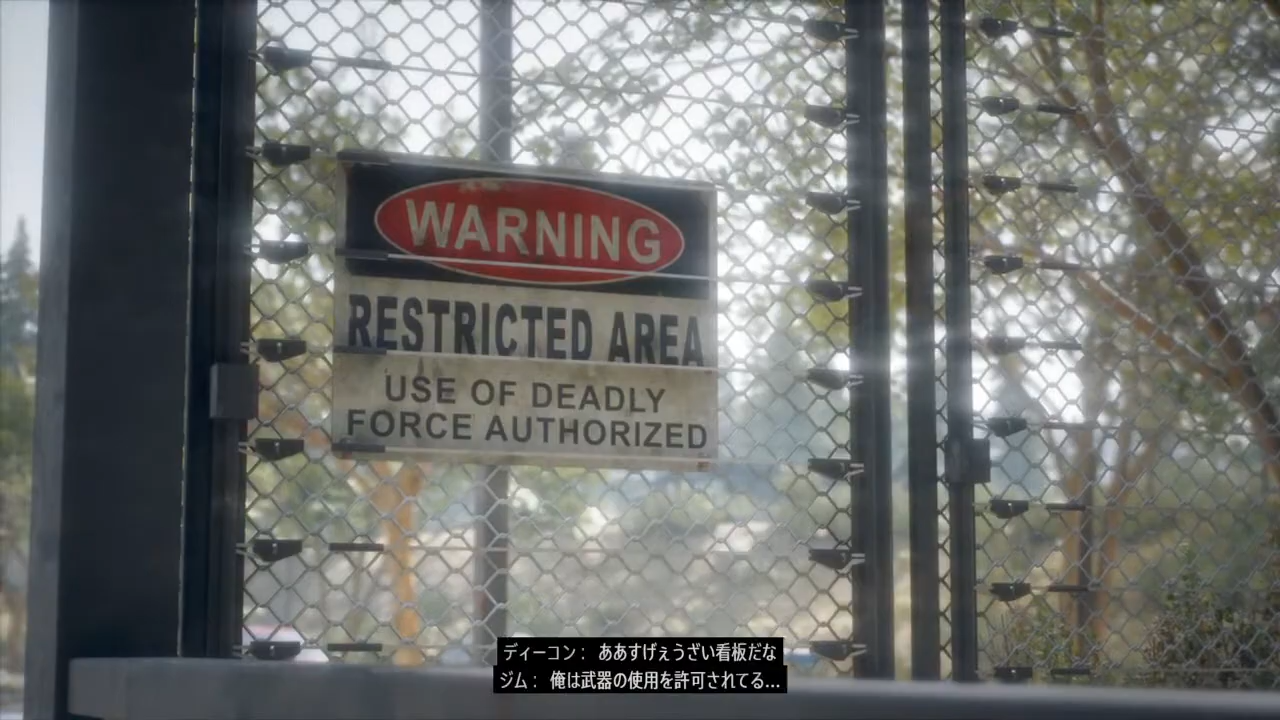 WARNING
RESTRICTED AREA
USE OF DEADLY
FORCE AUTHORIZED
ディーコン： ああすげぇうざい看板だな
ジム： 俺は武器の使用を許可されてる...